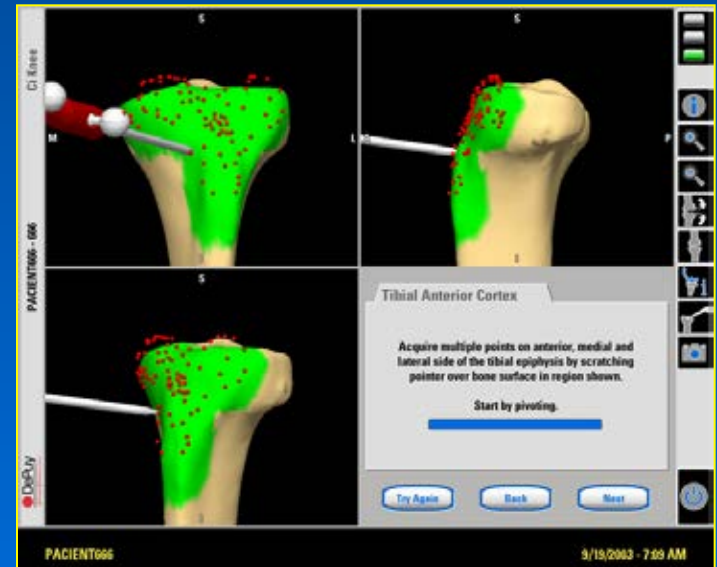 Ci Knee
PACIENT666 - 666
DePuy
S
M
L
I
S
P
I
S
I
Tibial Anterior Cortex
Acquire multiple points on anterior, medial and
lateral side of the tibial epiphysis by scratching
pointer over bone surface in region shown.
Start by pivoting.
Try Again
Back
Next
PACIENT666
9/19/2003 - 7:09 AM